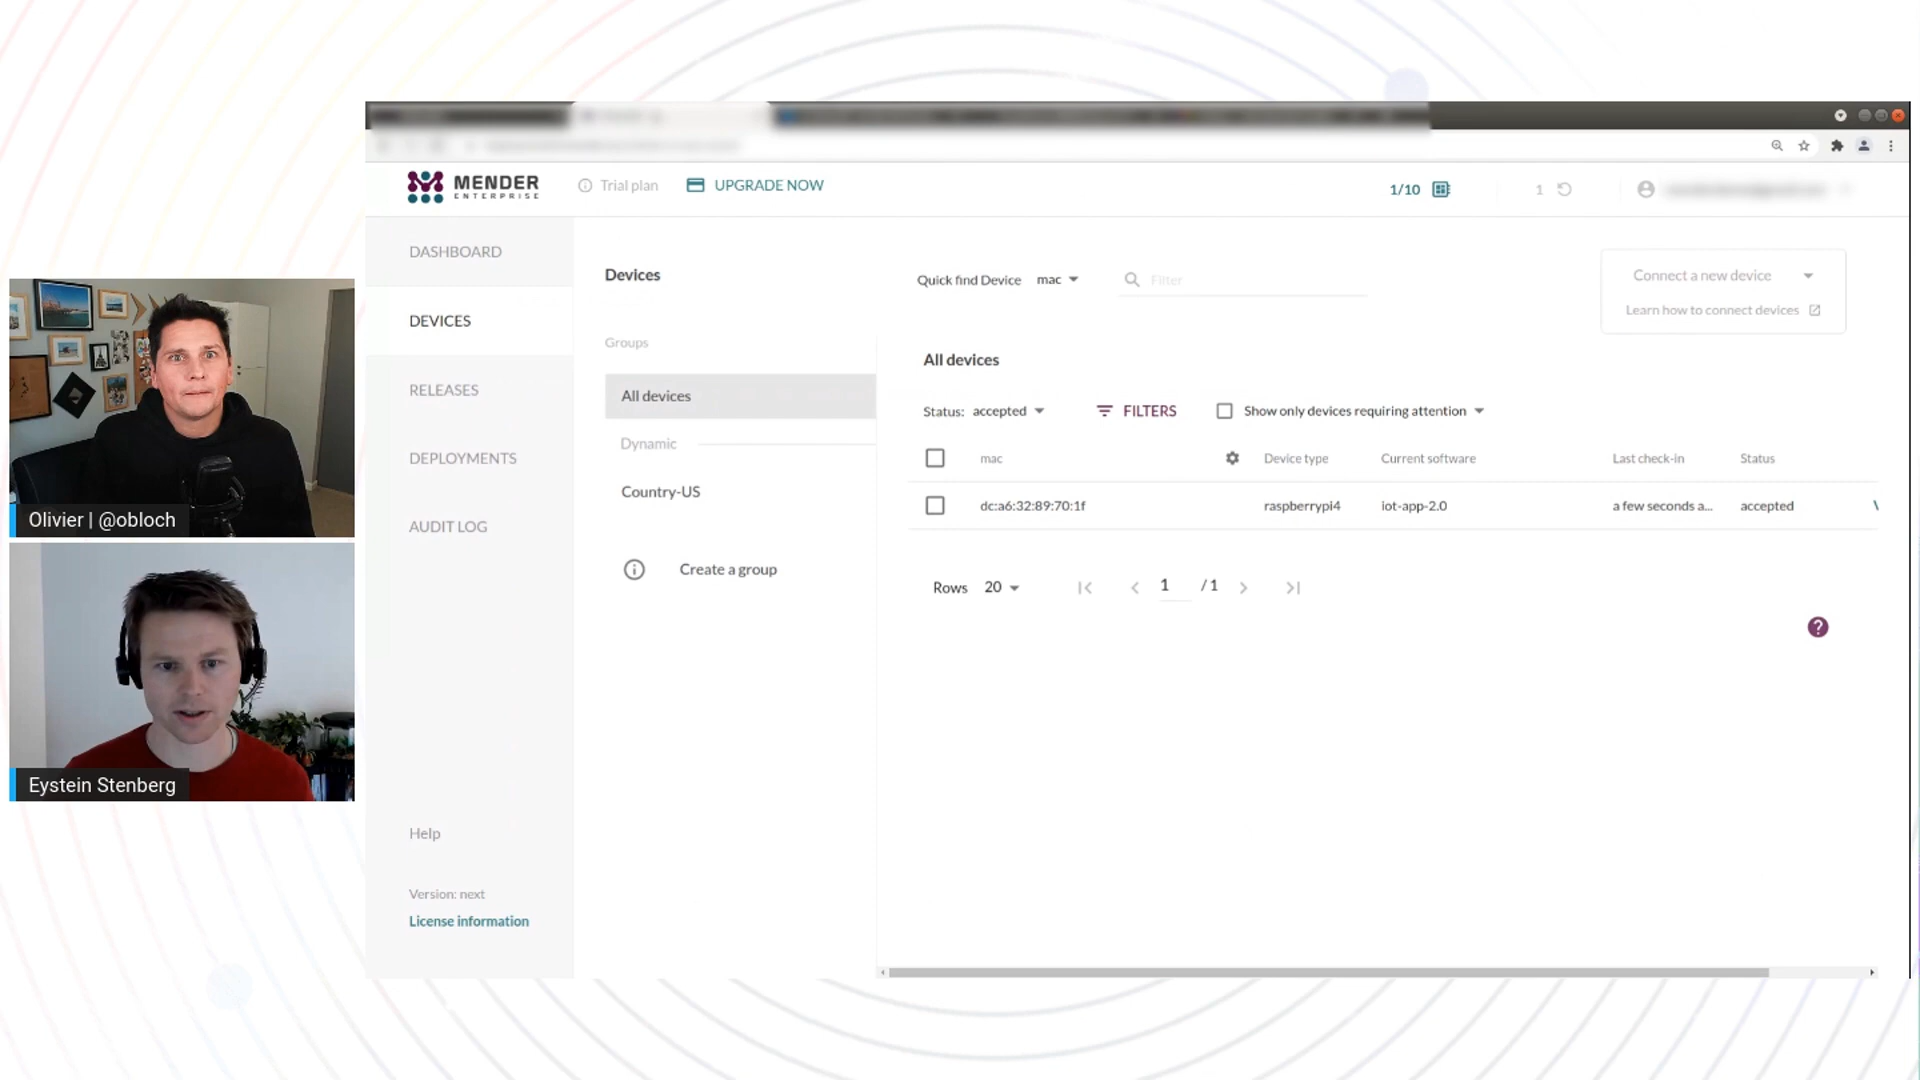 MENDER
ENTERPRISE
Trial plan
UPGRADE NOW
1/10
1
DASHBOARD
DEVICES
RELEASES
DEPLOYMENTS
AUDIT LOG
Help
Version: next
License information
Devices
Groups
All devices
Dynamic
Country-US
Create a group
Quick find Device mac
Filter
Connect a new device
Learn how to connect devices
All devices
Status: accepted
FILTERS
Show only devices requiring attention
mac Device type Current software Last check-in Status
dc:a6:32:89:70:1f raspberrypi4 iot-app-2.0 a few seconds a... accepted
Rows 20 1 / 1
?
Olivier | @obloch
Eystein Stenberg